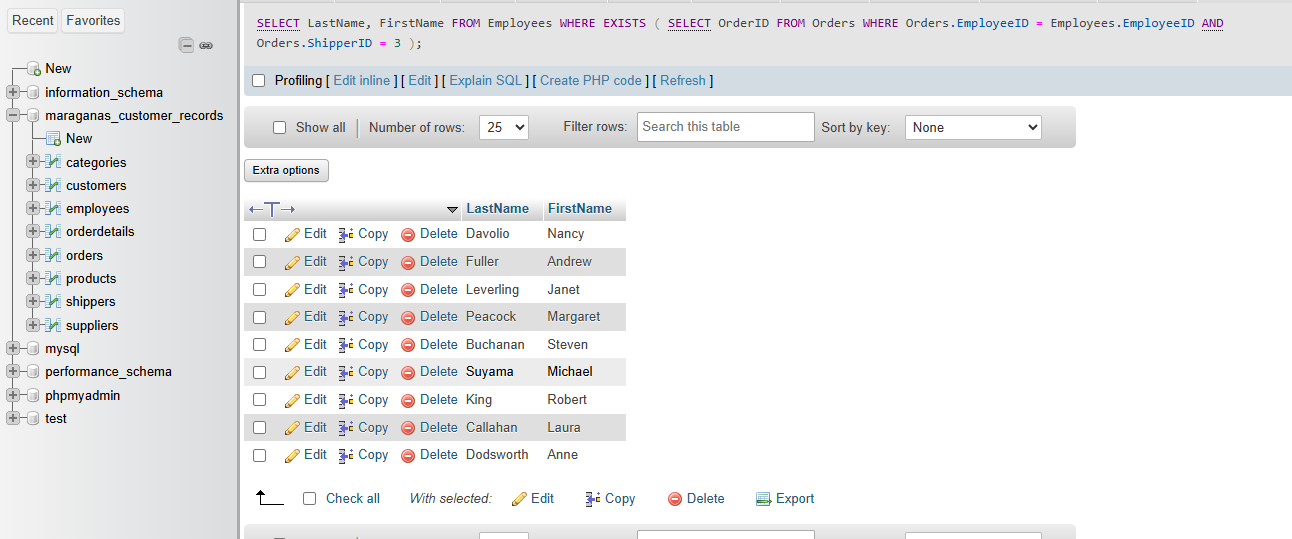 Recent Favorites
New
information_schema
maraganas_customer_records
New
categories
customers
employees
orderdetails
orders
products
shippers
suppliers
mysql
performance_schema
phpmyadmin
test
SELECT LastName, FirstName FROM Employees WHERE EXISTS ( SELECT OrderID FROM Orders WHERE Orders.EmployeeID = Employees.EmployeeID AND
Orders.ShipperID = 3 );
Profiling [ Edit inline ] [ Edit ] [ Explain SQL ] [ Create PHP code ] [ Refresh ]
Show all Number of rows: 25 Filter rows: Search this table Sort by key: None
Extra options
LastName FirstName
Edit Copy Delete Davolio Nancy
Edit Copy Delete Fuller Andrew
Edit Copy Delete Leverling Janet
Edit Copy Delete Peacock Margaret
Edit Copy Delete Buchanan Steven
Edit Copy Delete Suyama Michael
Edit Copy Delete King Robert
Edit Copy Delete Callahan Laura
Edit Copy Delete Dodsworth Anne
Check all With selected: Edit Copy Delete Export